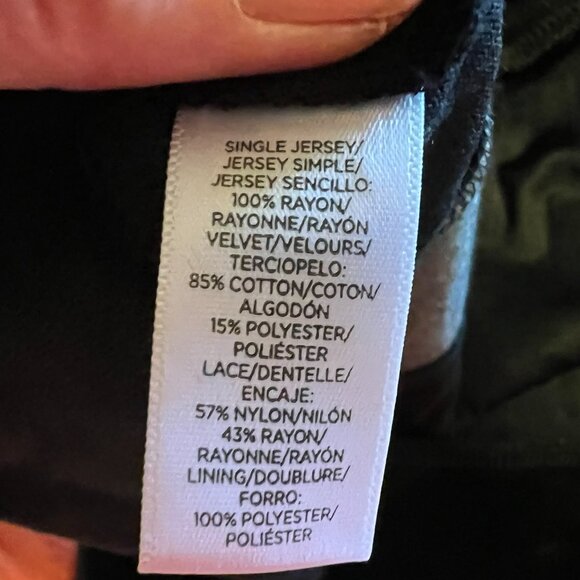 SINGLE JERSEY/
JERSEY SIMPLE/
JERSEY SENCILLO:
100% RAYON/
RAYONNE/RAYÓN
VELVET/VELOURS/
TERCIOPELO:
85% COTTON/COTON/
ALGODÓN
15% POLYESTER/
POLIÉSTER
LACE/DENTELLE/
ENCAJE:
57% NYLON/NILÓN
43% RAYON/
RAYONNE/RAYÓN
LINING/DOUBLURE/
FORRO:
100% POLYESTER/
POLIÉSTER